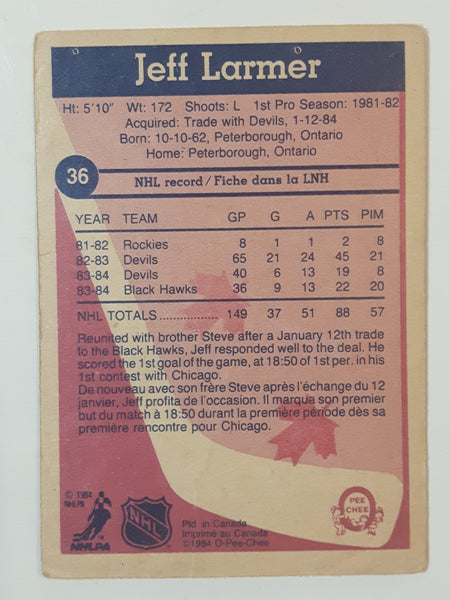 Jeff Larmer
Ht: 5'10" Wt: 172 Shoots: L 1st Pro Season: 1981-82
Acquired: Trade with Devils, 1-12-84
Born: 10-10-62, Peterborough, Ontario
Home: Peterborough, Ontario
36
NHL record/Fiche dans la LNH
YEAR TEAM GP G A PTS PIM
81-82 Rockies 8 1 1 2 8
82-83 Devils 65 21 24 45 21
83-84 Devils 40 6 13 19 8
83-84 Black Hawks 36 9 13 22 20
NHL TOTALS .................. 149 37 51 88 57
Reunited with brother Steve after a January 12th trade
to the Black Hawks, Jeff responded well to the deal. He
scored the 1st goal of the game, at 18:50 of 1st per. in his
1st contest with Chicago.
De nouveau avec son frère Steve après l'échange du 12
janvier, Jeff profita de l'occasion. Il marqua son premier
but du match à 18:50 durant la première période dès sa
première rencontre pour Chicago.
© 1984
NHLPA
NHLPA
NHL
Ptd. in Canada
Imprimé au Canada
©1984 O-Pee-Chee
O
PEE
CHEE